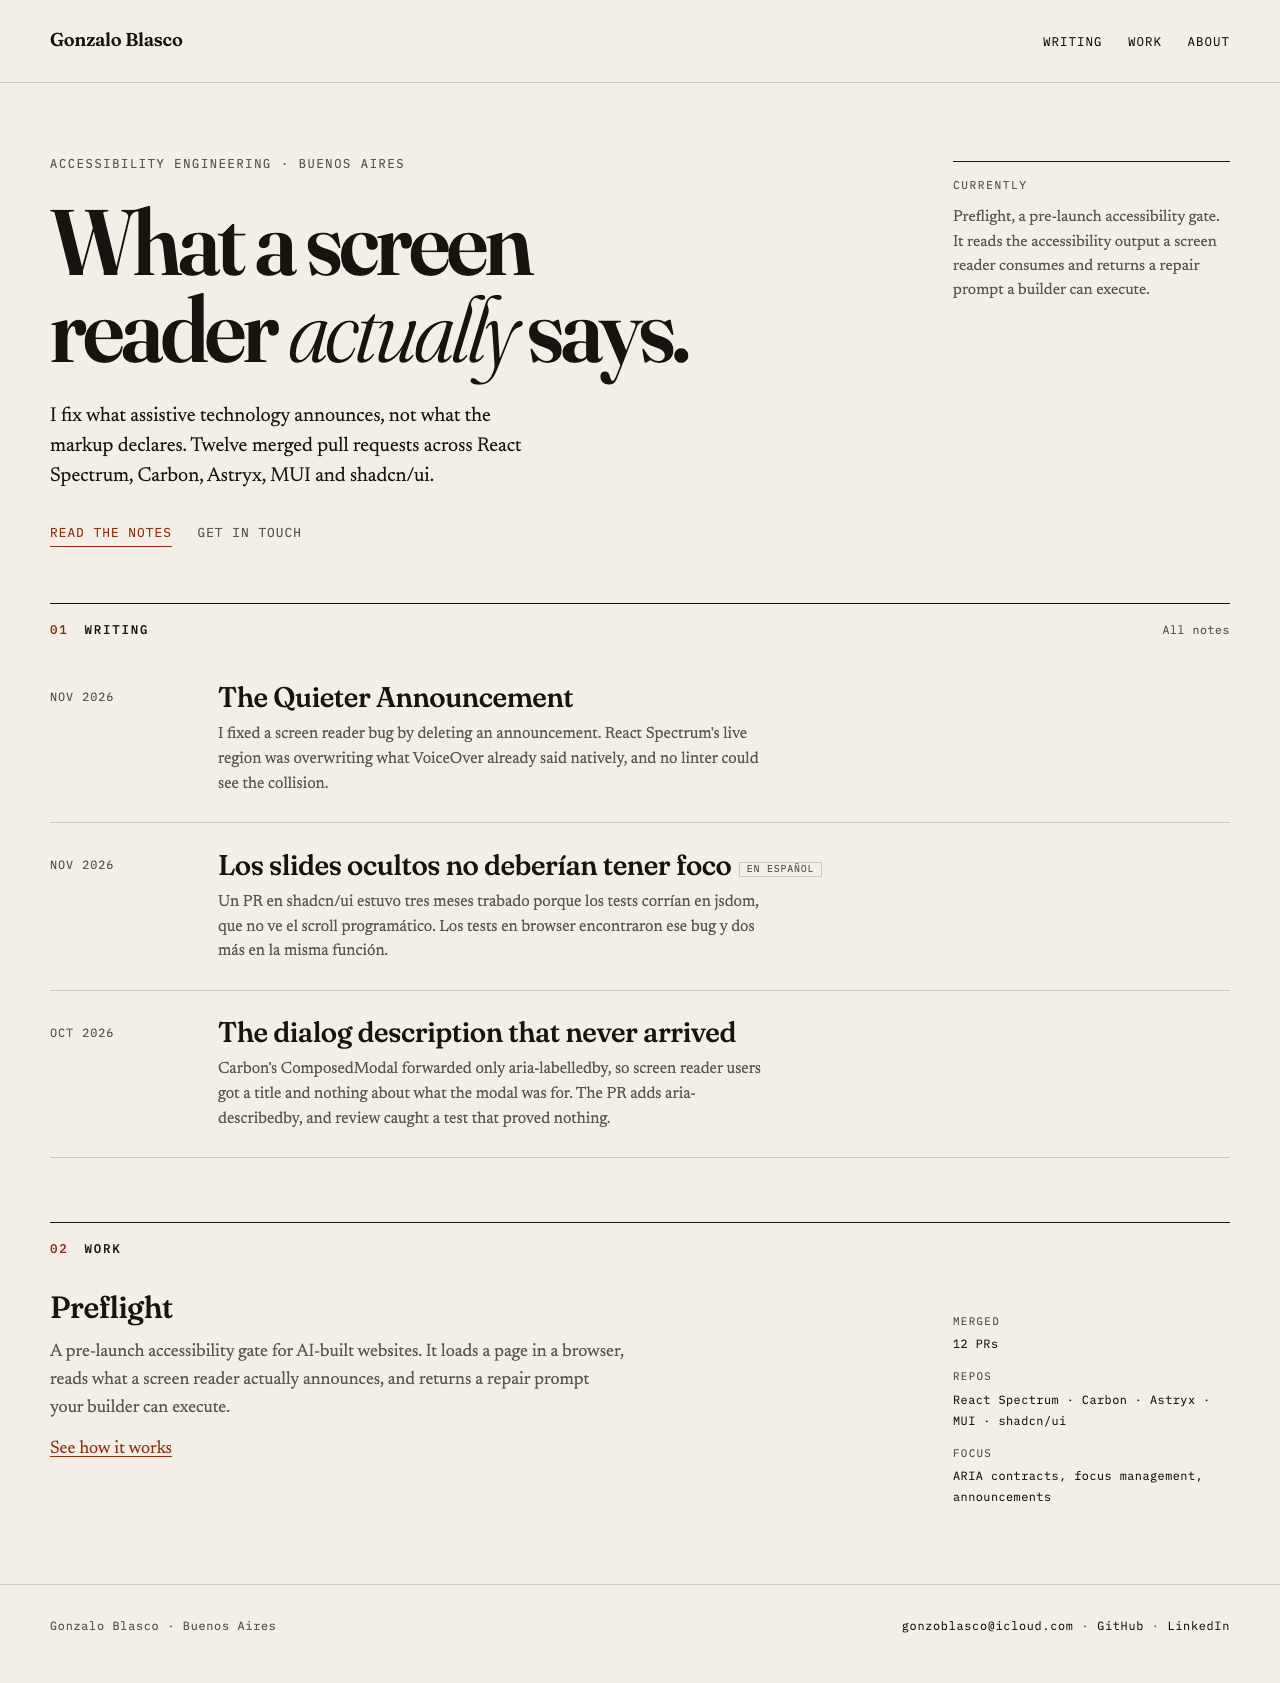 Gonzalo Blasco
WRITING WORK ABOUT
ACCESSIBILITY ENGINEERING · BUENOS AIRES
What a screen
reader actually says.
I fix what assistive technology announces, not what the
markup declares. Twelve merged pull requests across React
Spectrum, Carbon, Astryx, MUI and shadcn/ui.
READ THE NOTES GET IN TOUCH
CURRENTLY
Preflight, a pre-launch accessibility gate.
It reads the accessibility output a screen
reader consumes and returns a repair
prompt a builder can execute.
01 WRITING
All notes
NOV 2026
The Quieter Announcement
I fixed a screen reader bug by deleting an announcement. React Spectrum's live
region was overwriting what VoiceOver already said natively, and no linter could
see the collision.
NOV 2026
Los slides ocultos no deberían tener foco EN ESPAÑOL
Un PR en shadcn/ui estuvo tres meses trabado porque los tests corrían en jsdom,
que no ve el scroll programático. Los tests en browser encontraron ese bug y dos
más en la misma función.
OCT 2026
The dialog description that never arrived
Carbon's ComposedModal forwarded only aria-labelledby, so screen reader users
got a title and nothing about what the modal was for. The PR adds aria-
describedby, and review caught a test that proved nothing.
02 WORK
Preflight
A pre-launch accessibility gate for AI-built websites. It loads a page in a browser,
reads what a screen reader actually announces, and returns a repair prompt
your builder can execute.
See how it works
MERGED
12 PRs
REPOS
React Spectrum · Carbon · Astryx ·
MUI · shadcn/ui
FOCUS
ARIA contracts, focus management,
announcements
Gonzalo Blasco · Buenos Aires
gonzoblasco@icloud.com · GitHub · LinkedIn